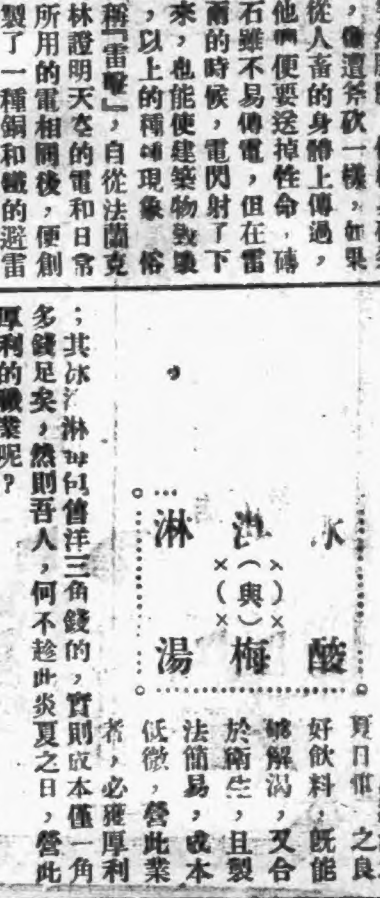 ，像遭斧砍一樣。如果
從人畜的身體上傳過，
他們便要送掉性命，磚
石雖不易傳電，但在雷
雨的時候，電閃射了下
來，也能使建築物毀壞
，以上的種種現象，俗
稱『雷擊』，自從法蘭克
林證明天空的電和日常
所用的電相同後，便創
製了一種銅和鐵的避雷
冰淇淋
（與）
酸梅湯
夏日 之良
好飲料，既能
解渴，又合
於衛生，且製
法簡易，成本
低微，營此業
者，必獲厚利
；其冰淇淋每 售洋三角錢的，實則成本僅一角
多錢足矣，然則吾人，何不趁此炎夏之日，營此
厚利的職業呢？